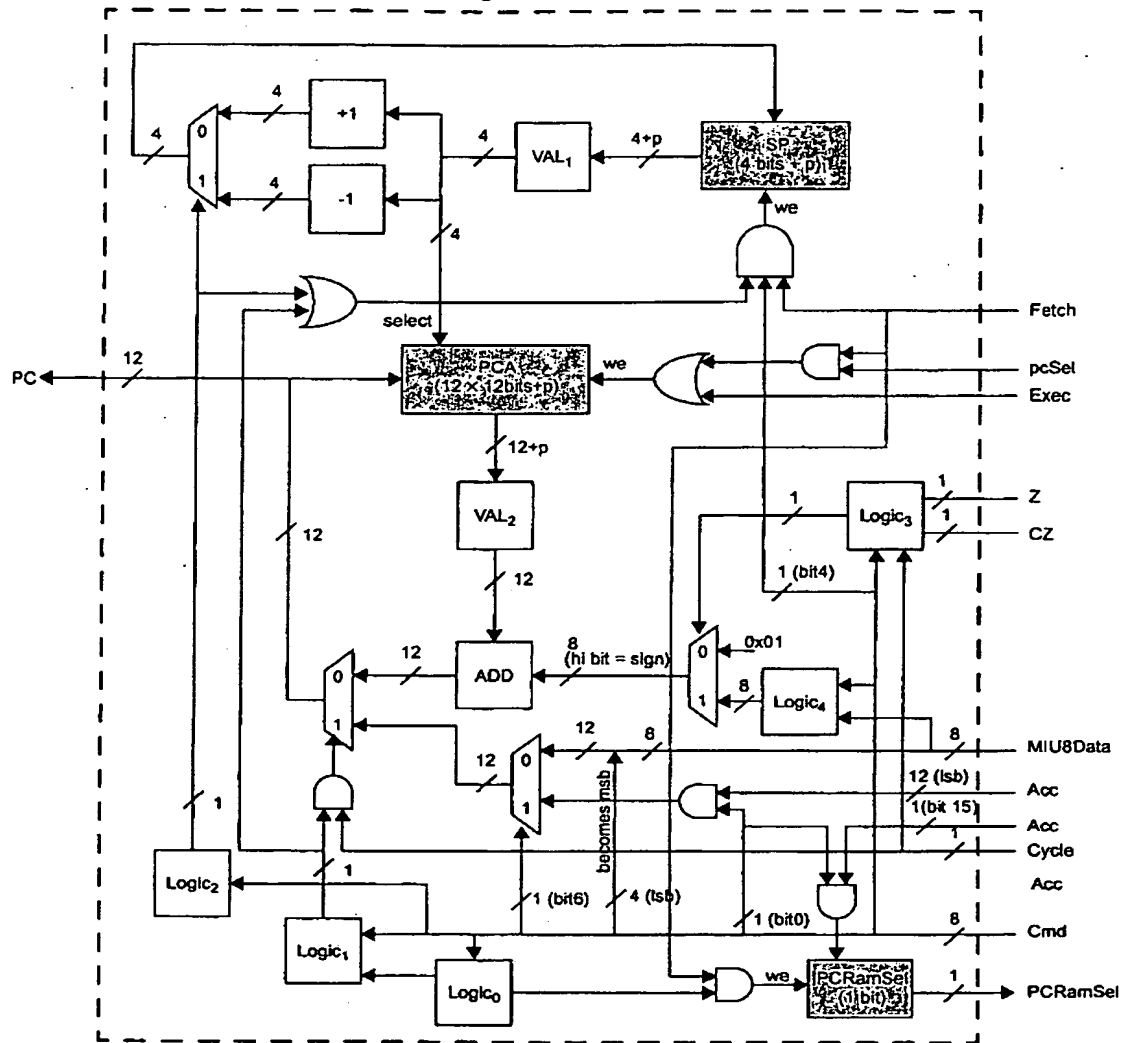 4
+1
0
4
4
VAL₁
4+p
SP
(4 bits + p)
1
4
-1
4
we
select
Fetch
12
PC
PCA
(12 × 12bits+p)
we
pcSel
Exec
12+p
1
Z
Logic₃
1
CZ
VAL₂
12
12
1 (bit4)
0x01
0
12
ADD
8
(hi bit = sign)
0
1
8
Logic₄
1
12
8
8
MIU8Data
0
12
12 (lsb)
Acc
1
becomes msb
1(bit 15)
Acc
1
1
Cycle
1
Logic₂
Acc
1 (bit6)
4 (lsb)
1 (bit0)
8
Cmd
Logic₁
Logic₀
we
PCRamSel
(1 bit)
1
PCRamSel